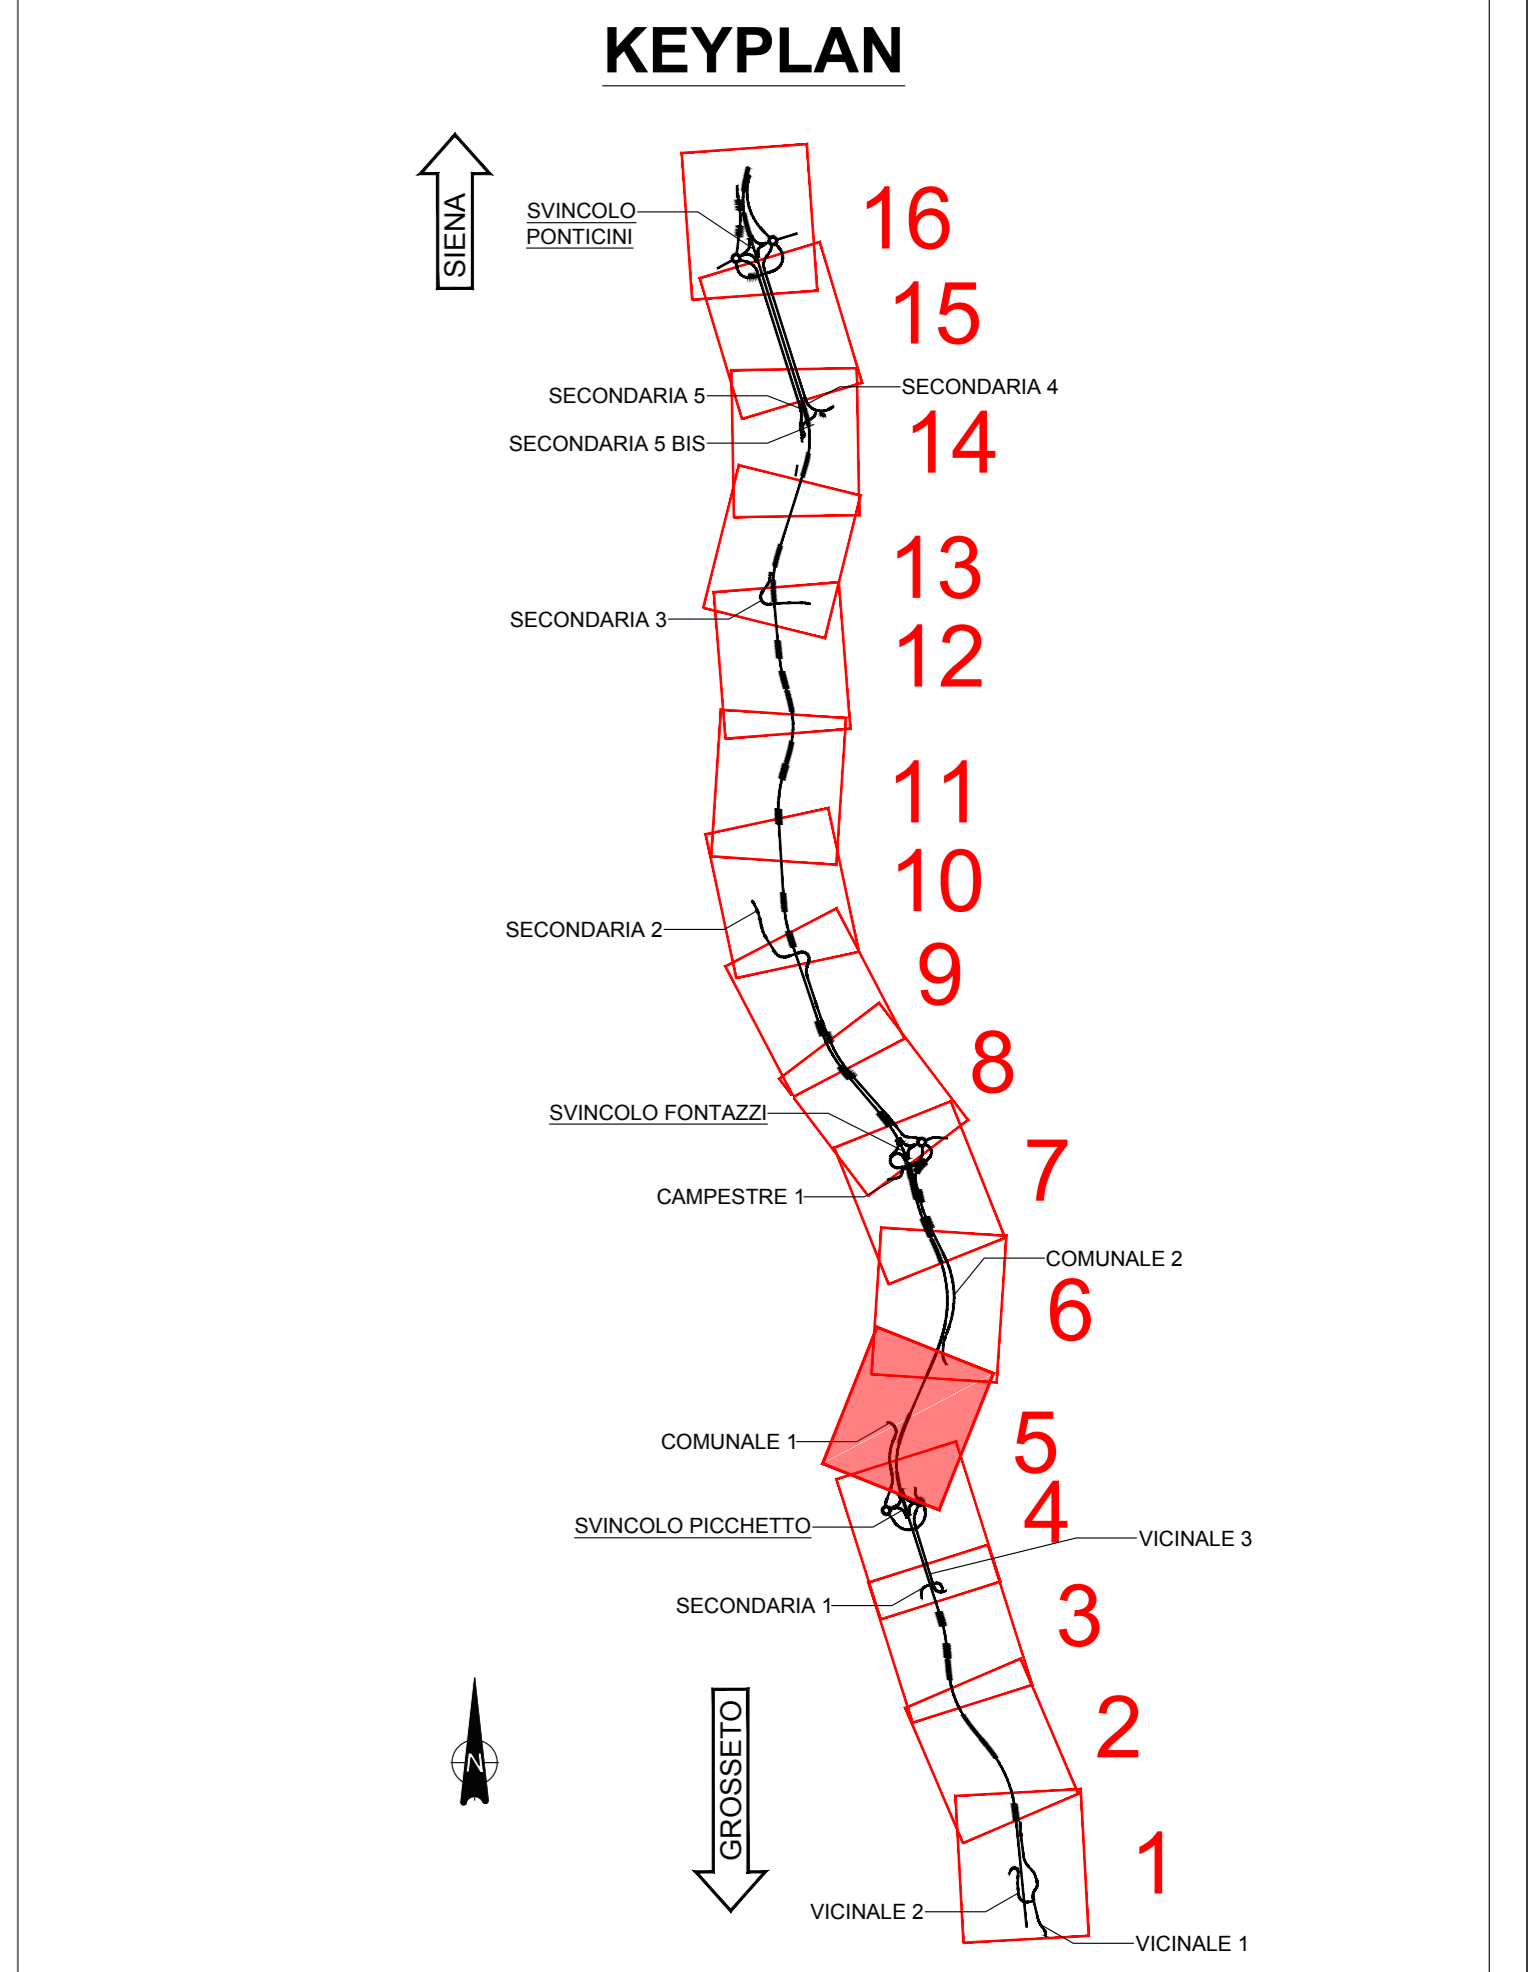 KEYPLAN
SIENA
SVINCOLO
PONTICINI
16
15
SECONDARIA 4
SECONDARIA 5
14
SECONDARIA 5 BIS
13
SECONDARIA 3
12
11
10
SECONDARIA 2
9
8
SVINCOLO FONTAZZI
7
CAMPESTRE 1
COMUNALE 2
6
COMUNALE 1
5
4
SVINCOLO PICCHETTO
VICINALE 3
SECONDARIA 1
3
2
GROSSETO
N
1
VICINALE 2
VICINALE 1